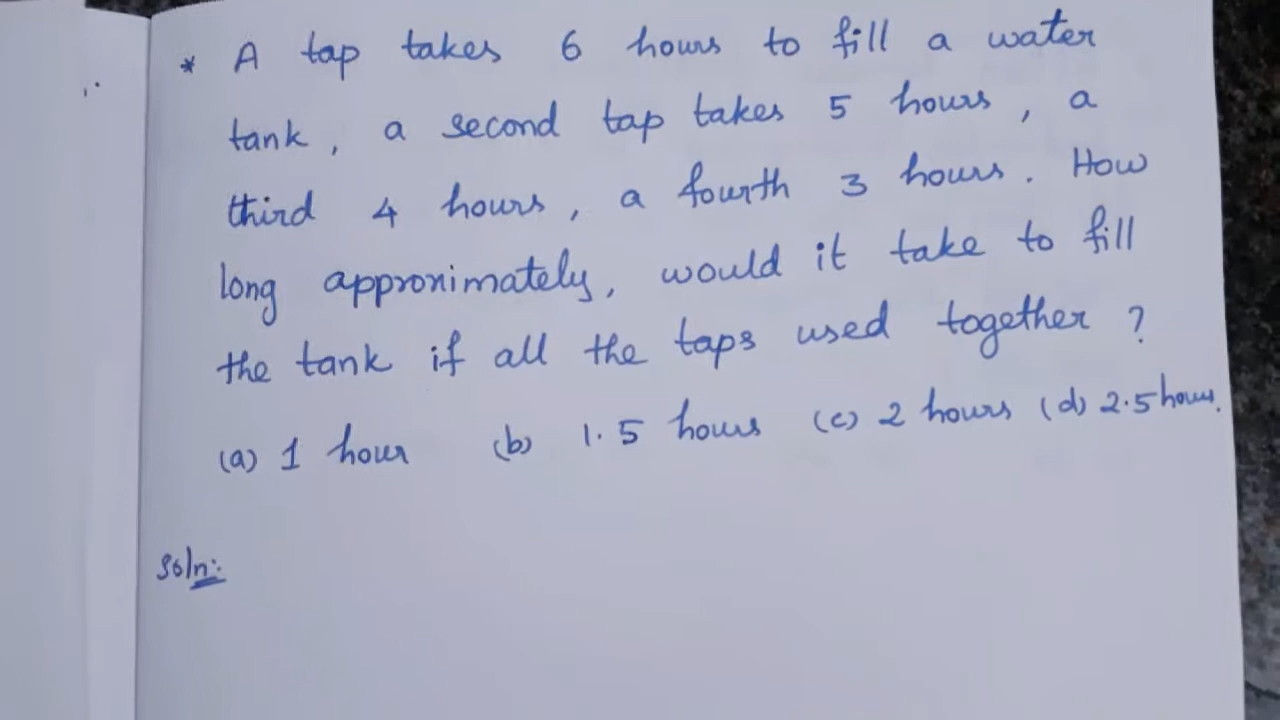 * A tap takes 6 hours to fill a water
tank, a second tap takes 5 hours, a
third 4 hours, a fourth 3 hours. How
long approximately, would it take to fill
the tank if all the taps used together?
(a) 1 hour (b) 1.5 hours (c) 2 hours (d) 2.5 hours.
Soln: